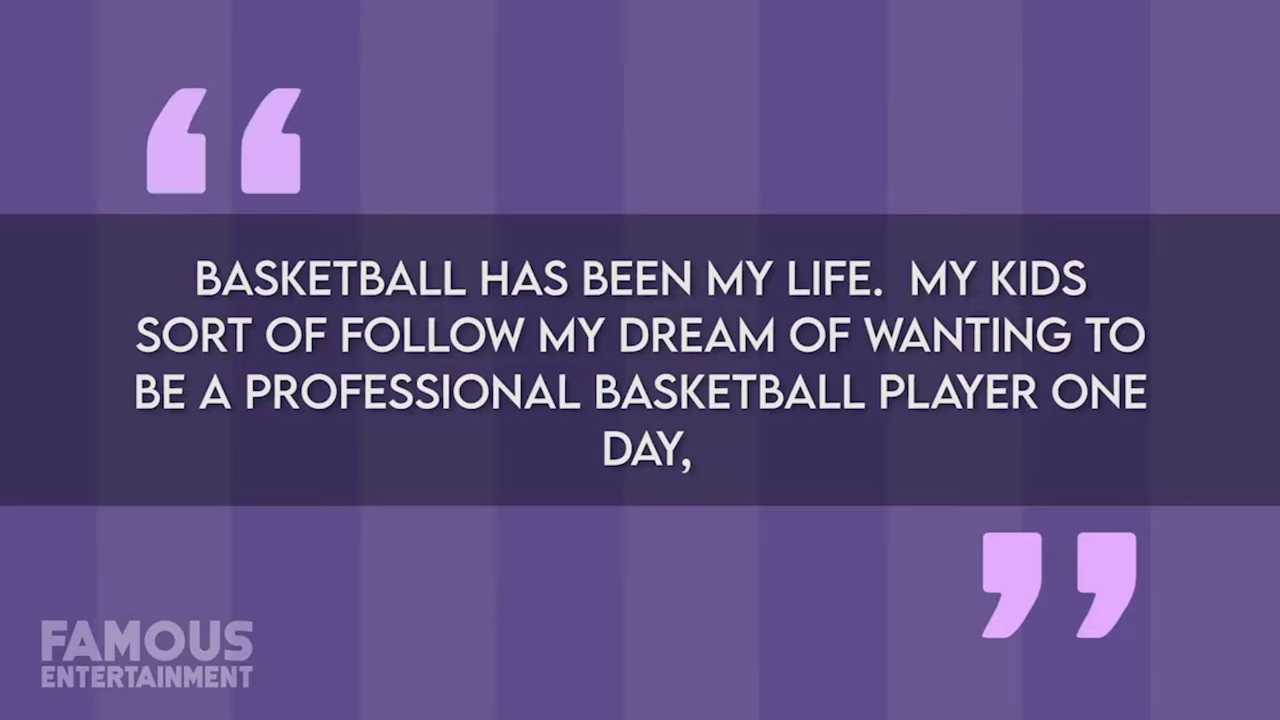 BASKETBALL HAS BEEN MY LIFE. MY KIDS
SORT OF FOLLOW MY DREAM OF WANTING TO
BE A PROFESSIONAL BASKETBALL PLAYER ONE
DAY,
FAMOUS
ENTERTAINMENT